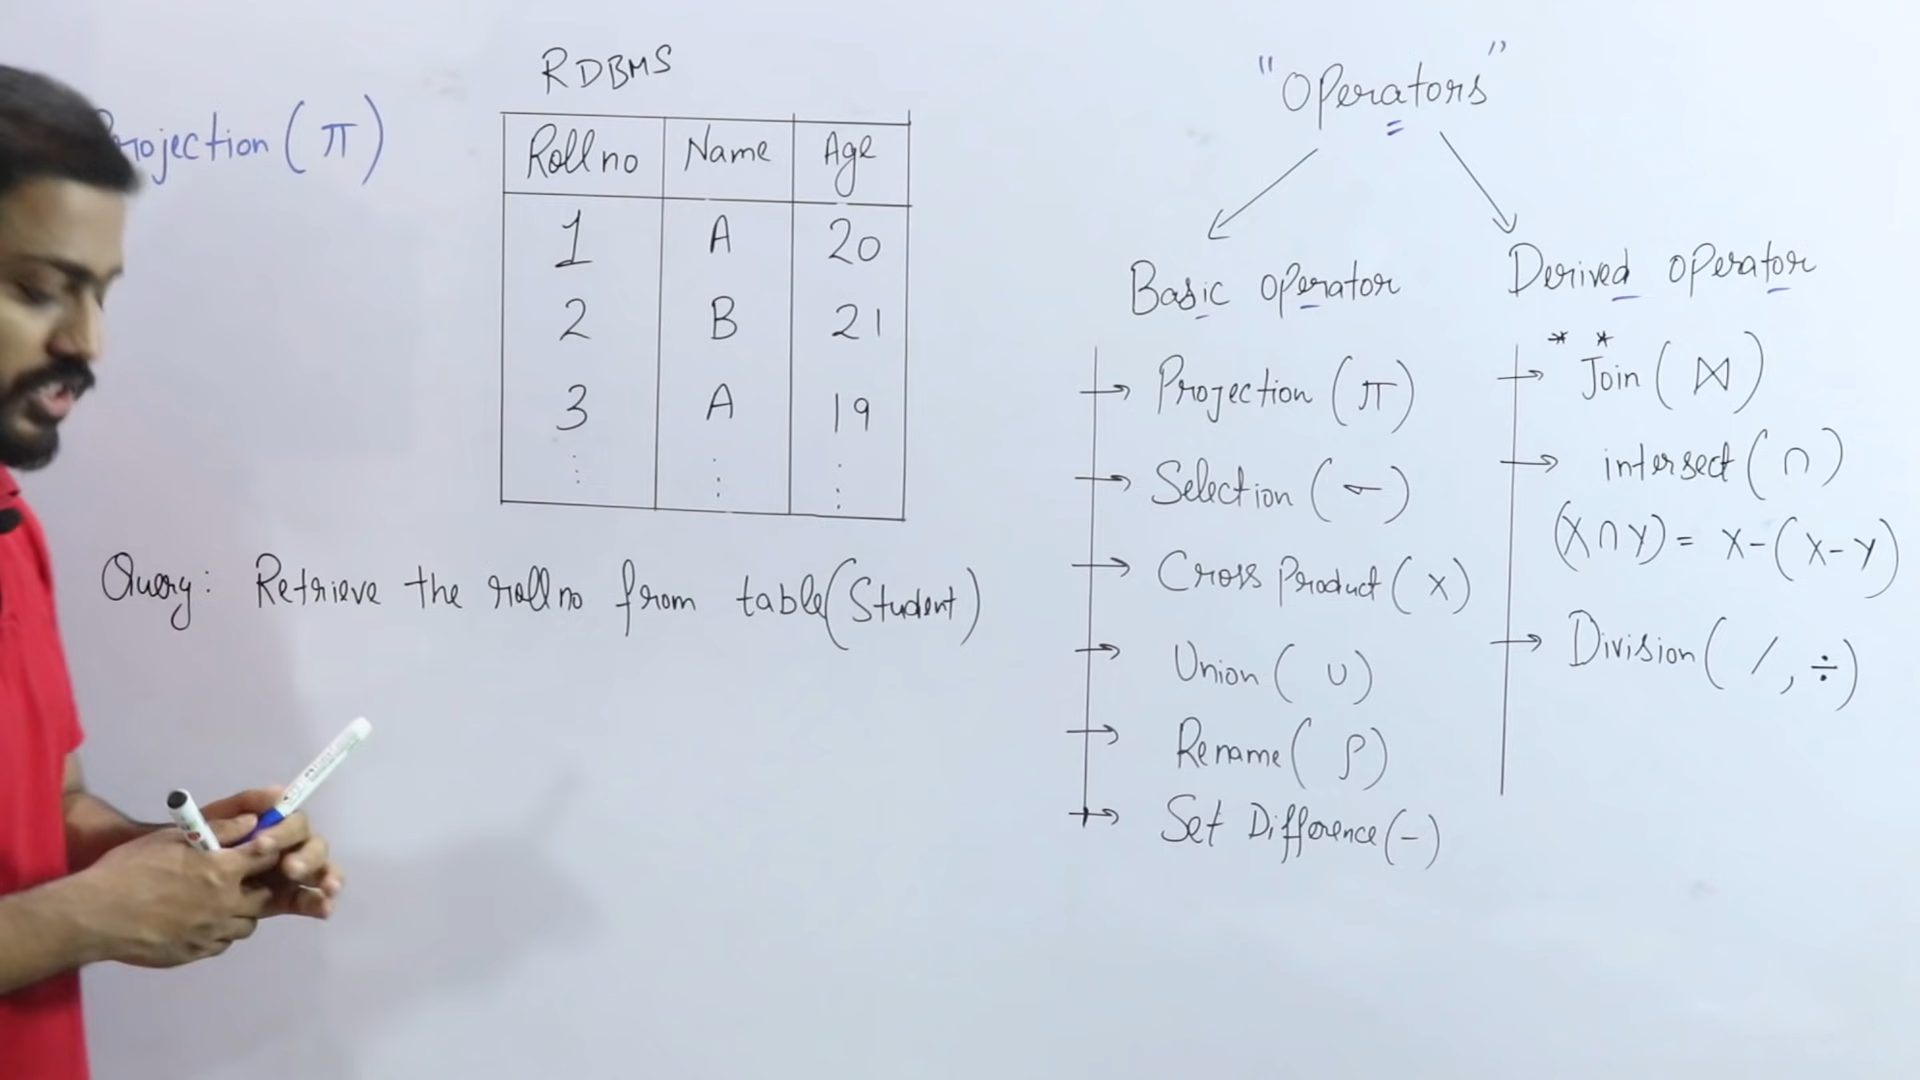 RDBMS
Projection (π)
Rollno Name Age
1 A 20
2 B 21
3 A 19
Query: Retrieve the rollno from table(Student)
"Operators"
Basic operator
Projection (π)
Selection (σ)
Cross Product (×)
Union ( ∪ )
Rename ( ρ )
Set Difference (-)
Derived operator
* * Join ( ⋈ )
intersect ( ∩ )
(X ∩ Y) = X-(X-Y)
Division ( / , ÷ )